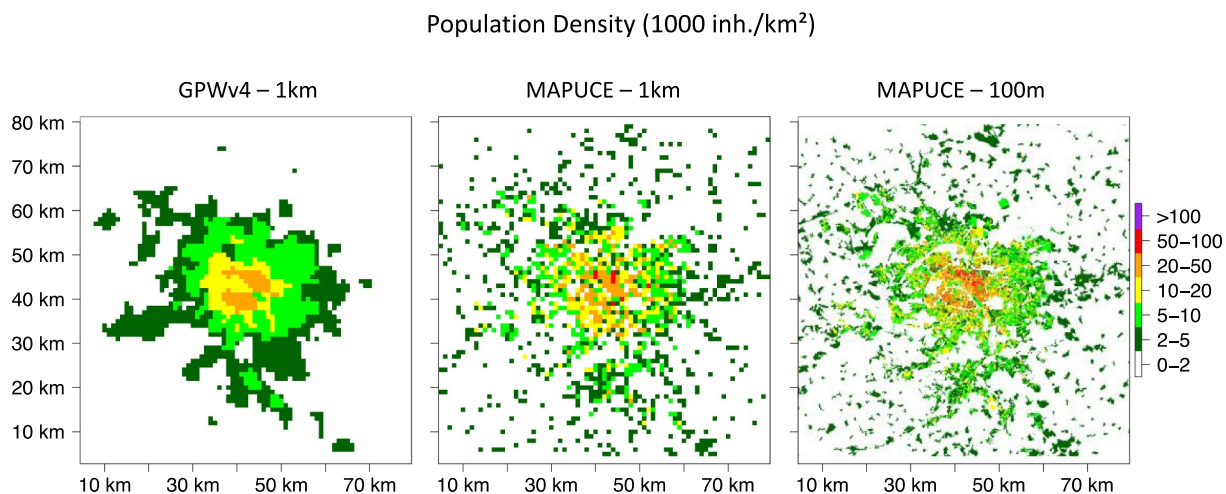 Population Density (1000 inh./km²)
GPWv4 – 1km
MAPUCE – 1km
MAPUCE – 100m
80 km
70 km
60 km
50 km
40 km
30 km
20 km
10 km
>100
50–100
20–50
10–20
5–10
2–5
0–2
10 km 30 km 50 km 70 km
10 km 30 km 50 km 70 km
10 km 30 km 50 km 70 km